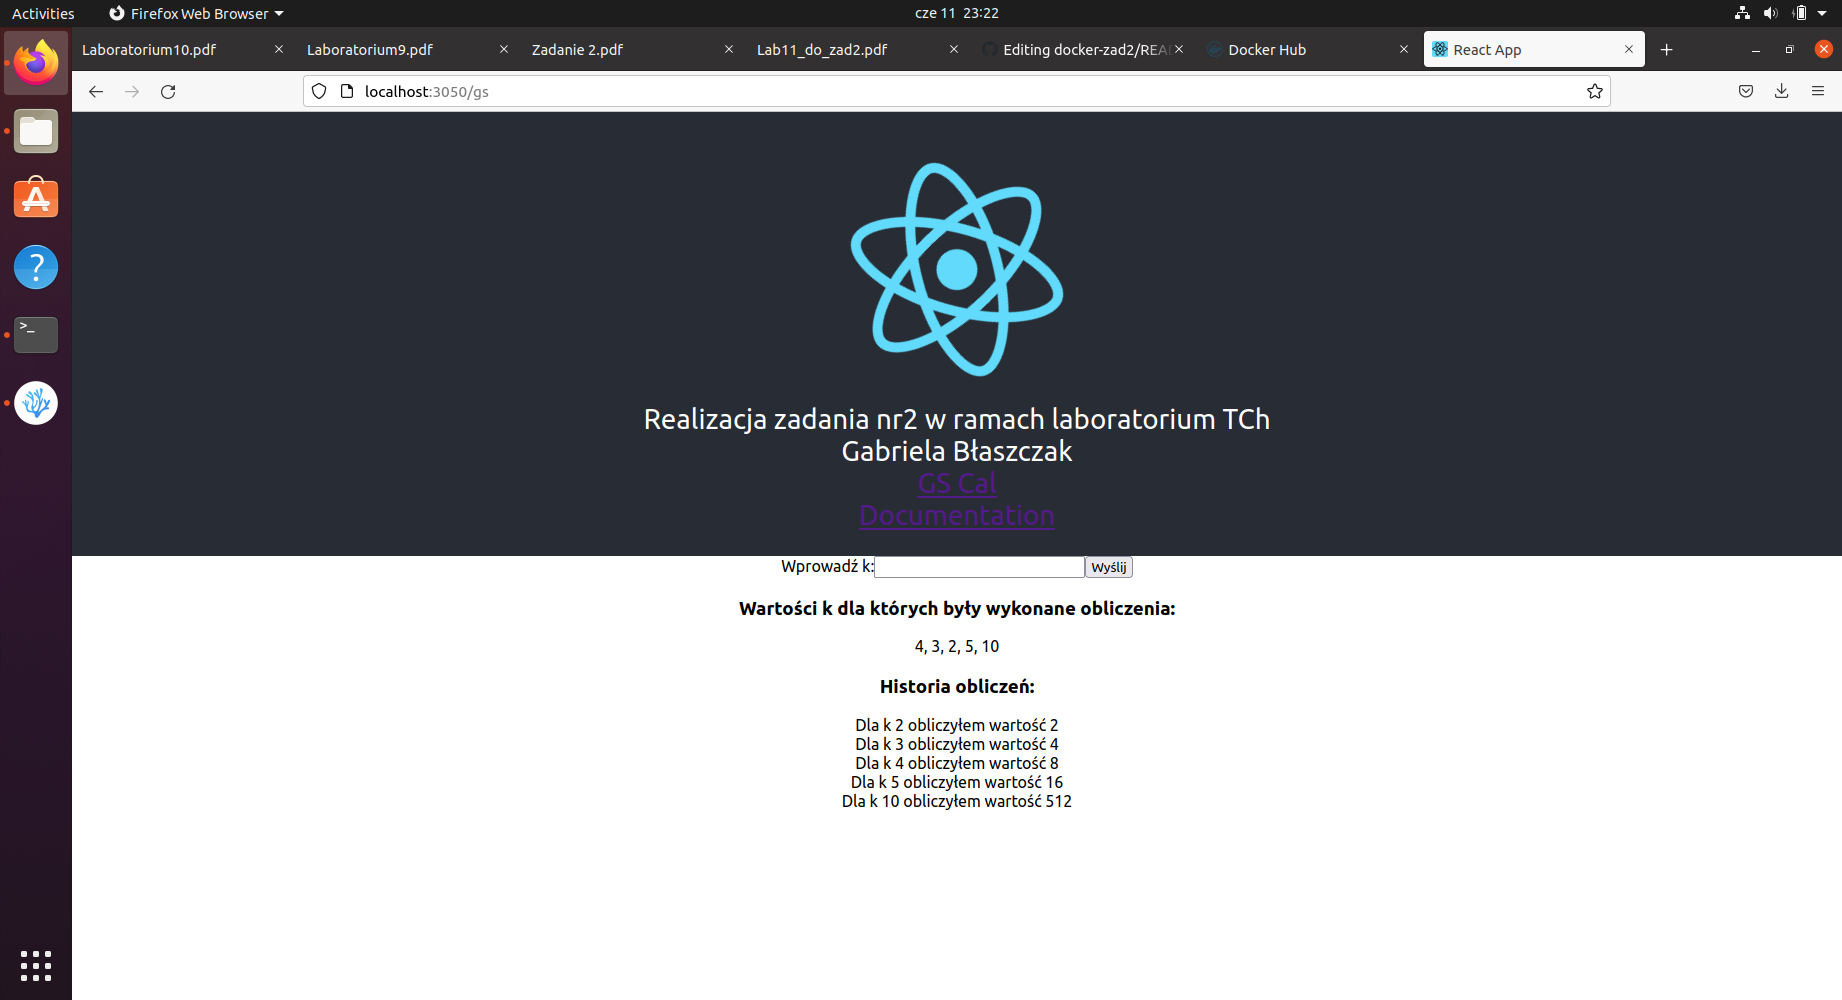 Activities
Firefox Web Browser
cze 11 23:22
Laboratorium10.pdf
Laboratorium9.pdf
Zadanie 2.pdf
Lab11_do_zad2.pdf
Editing docker-zad2/REA
Docker Hub
React App
localhost:3050/gs
Realizacja zadania nr2 w ramach laboratorium TCh
Gabriela Błaszczak
GS Cal
Documentation
Wprowadź k:
Wyślij
Wartości k dla których były wykonane obliczenia:
4, 3, 2, 5, 10
Historia obliczeń:
Dla k 2 obliczyłem wartość 2
Dla k 3 obliczyłem wartość 4
Dla k 4 obliczyłem wartość 8
Dla k 5 obliczyłem wartość 16
Dla k 10 obliczyłem wartość 512